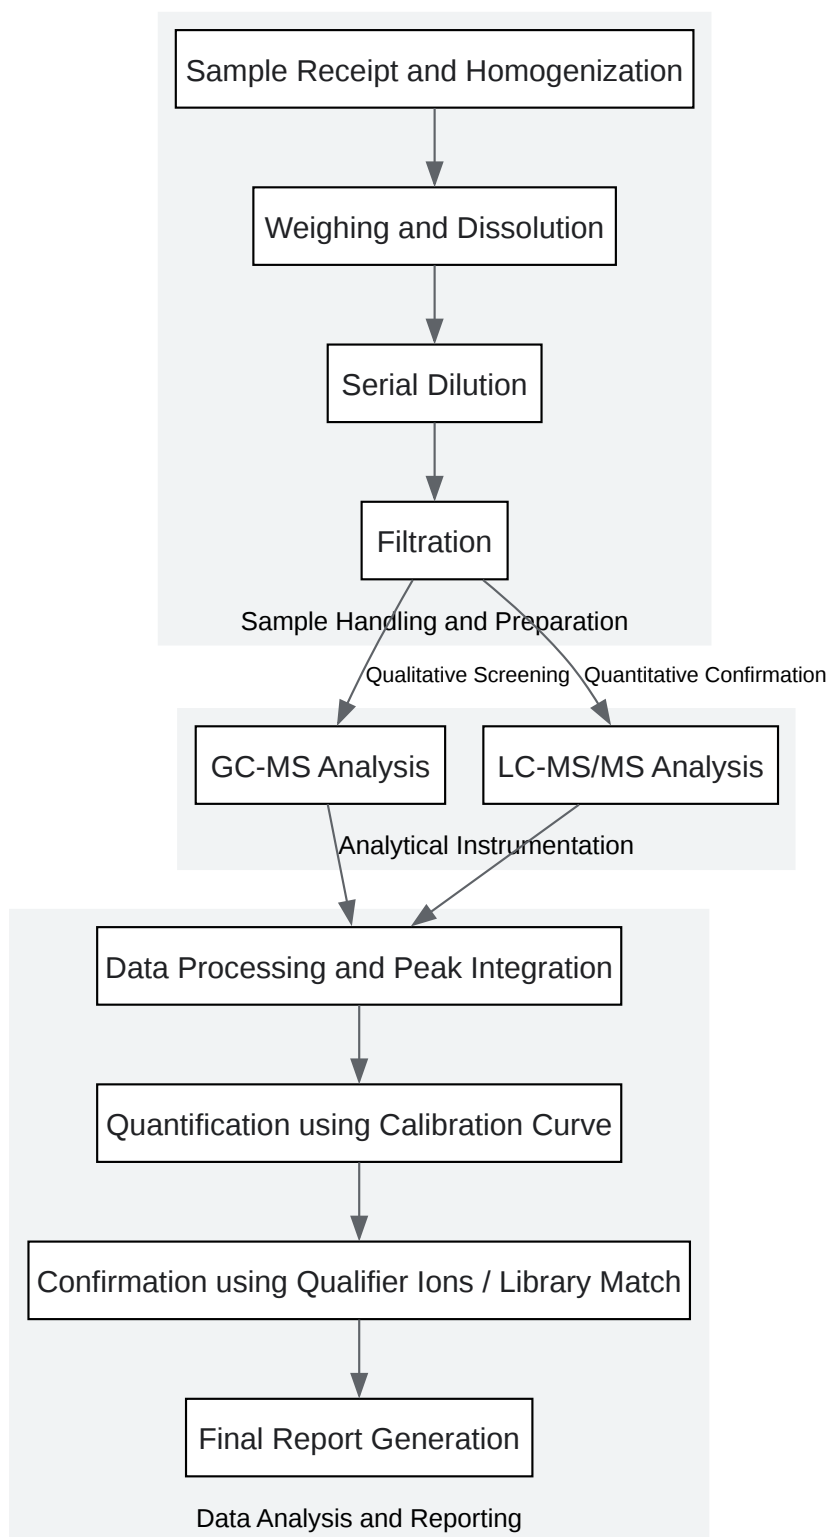 Sample Receipt and Homogenization
Weighing and Dissolution
Serial Dilution
Filtration
Sample Handling and Preparation
Qualitative Screening
Quantitative Confirmation
GC-MS Analysis
LC-MS/MS Analysis
Analytical Instrumentation
Data Processing and Peak Integration
Quantification using Calibration Curve
Confirmation using Qualifier Ions / Library Match
Final Report Generation
Data Analysis and Reporting